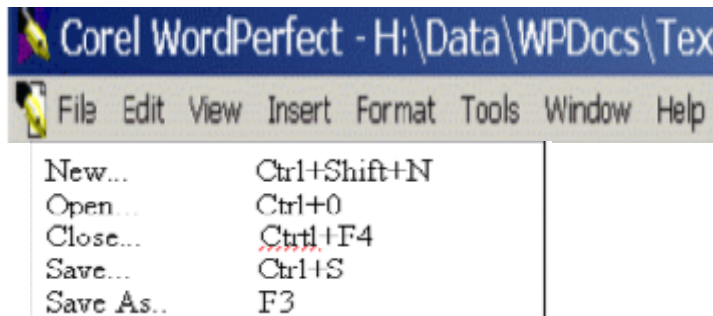 Corel WordPerfect - H:\Data\WPDocs\Tex
File Edit View Insert Format Tools Window Help
New... Ctrl+Shift+N
Open... Ctrl+0
Close... Ctrtl+F4
Save... Ctrl+S
Save As.. F3